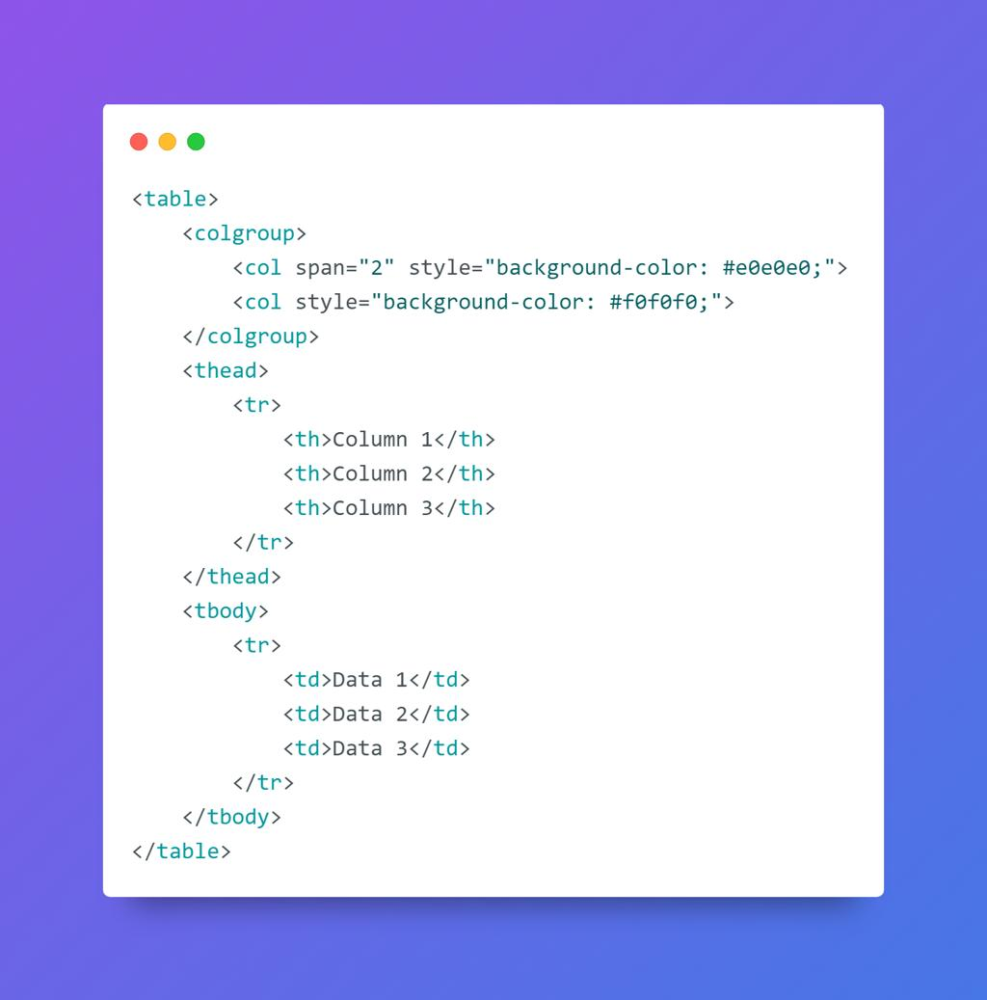 <table>
    <colgroup>
        <col span="2" style="background-color: #e0e0e0;">
        <col style="background-color: #f0f0f0;">
    </colgroup>
    <thead>
        <tr>
            <th>Column 1</th>
            <th>Column 2</th>
            <th>Column 3</th>
        </tr>
    </thead>
    <tbody>
        <tr>
            <td>Data 1</td>
            <td>Data 2</td>
            <td>Data 3</td>
        </tr>
    </tbody>
</table>